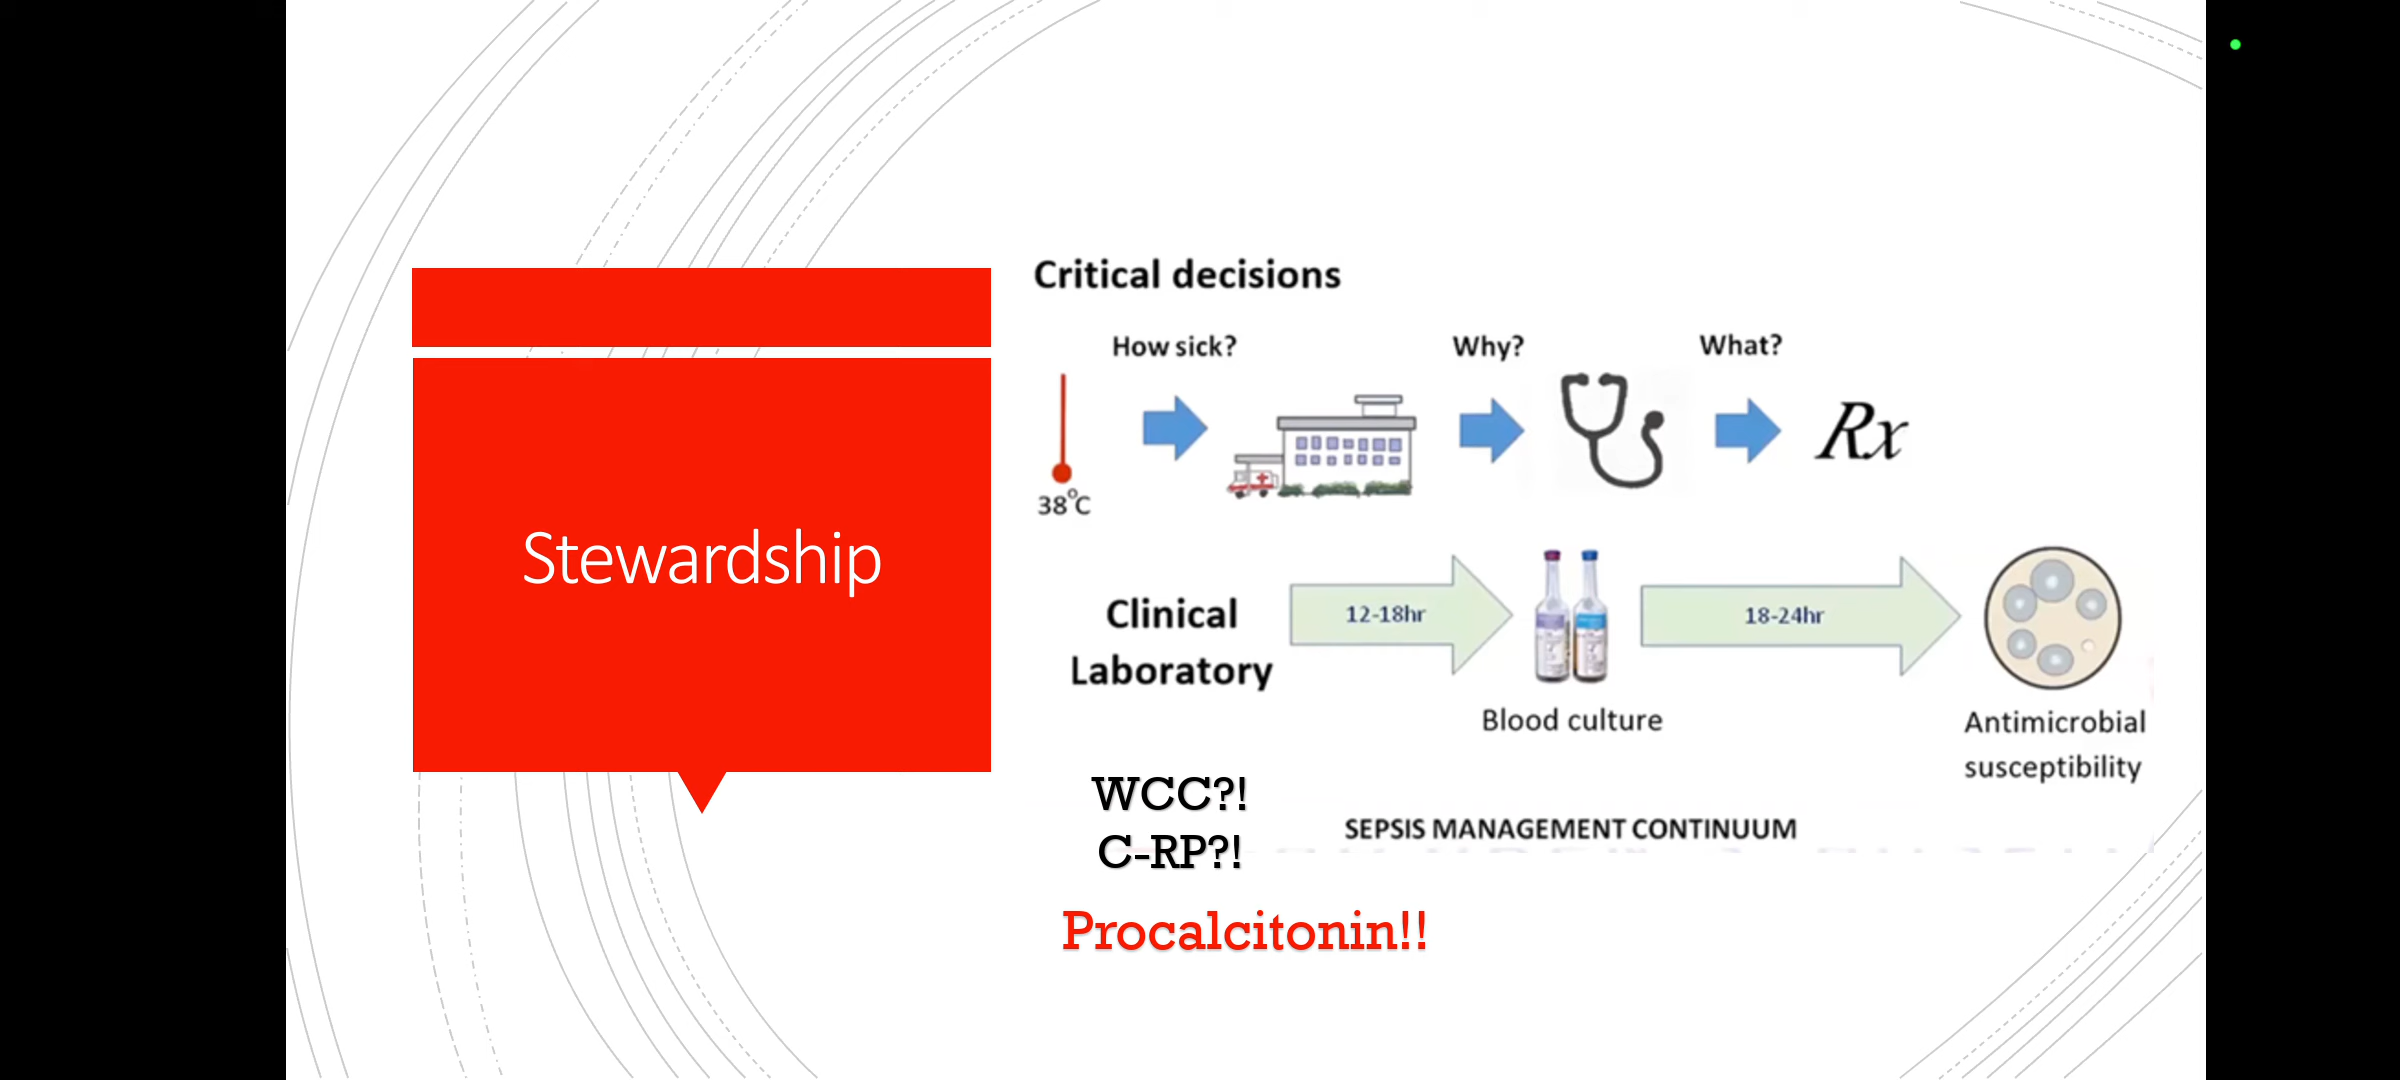 Stewardship
Critical decisions
How sick?
Why?
What?
38°C
Rx
Clinical
Laboratory
12-18hr
18-24hr
Blood culture
Antimicrobial
susceptibility
WCC?!
C-RP?!
SEPSIS MANAGEMENT CONTINUUM
Procalcitonin!!